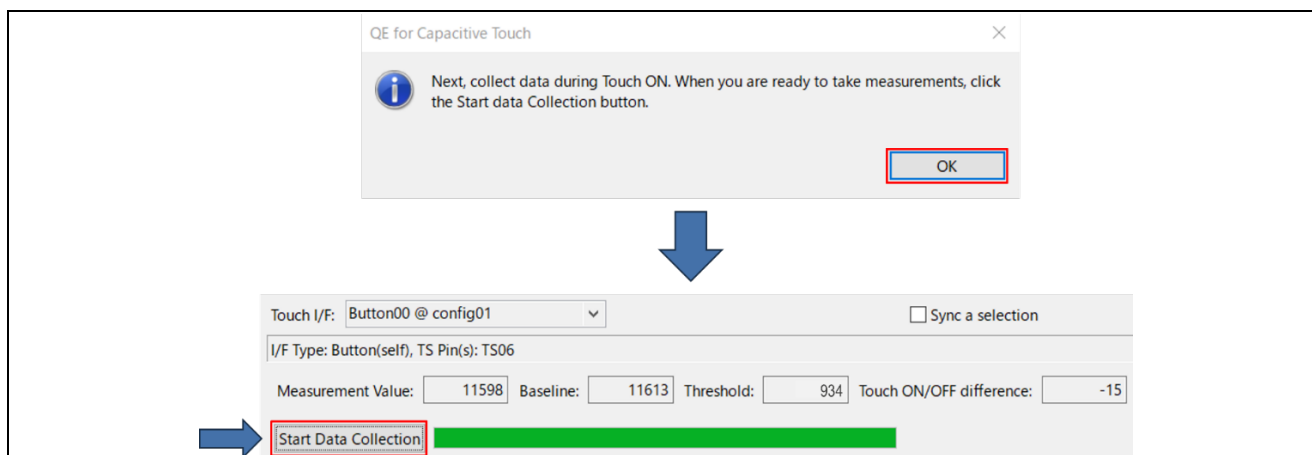 QE for Capacitive Touch
Next, collect data during Touch ON. When you are ready to take measurements, click
the Start data Collection button.
OK
Touch I/F: Button00 @ config01 Sync a selection
I/F Type: Button(self), TS Pin(s): TS06
Measurement Value: 11598 Baseline: 11613 Threshold: 934 Touch ON/OFF difference: -15
Start Data Collection